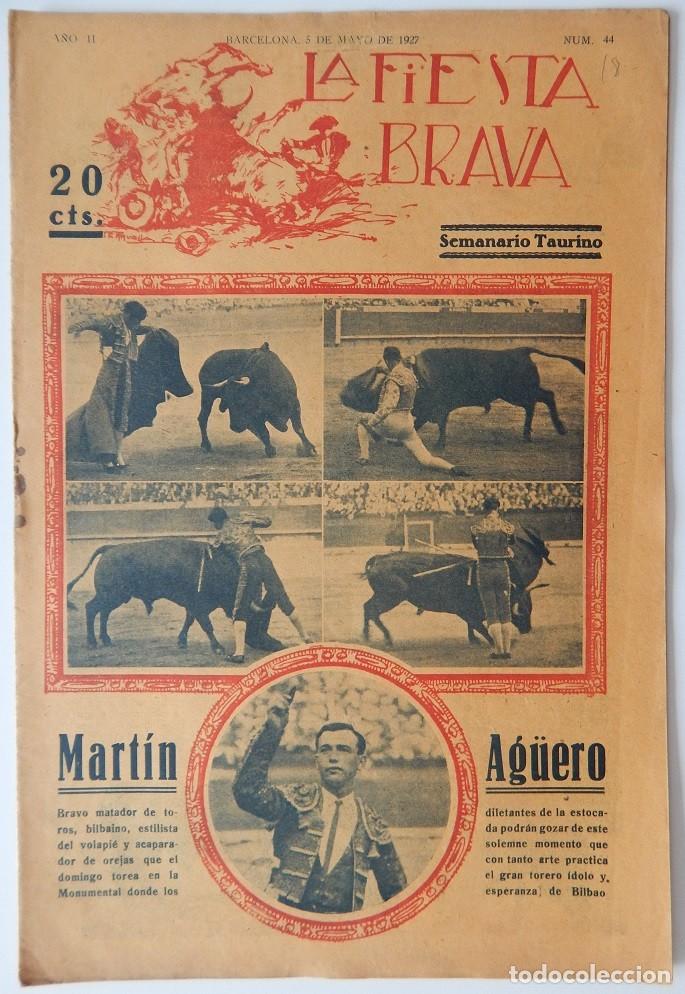 AÑO II
BARCELONA, 5 DE MAYO DE 1927
NUM. 44
18-
LA FiESTA
BRAVA
20
cts.
Semanario Taurino
Martín
Agüero
Bravo matador de to-
ros, bilbaino, estilista
del volapié y acapara-
dor de orejas que el
domingo torea en la
Monumental donde los
diletantes de la estoca-
da podrán gozar de este
solemne momento que
con tanto arte practica
el gran torero ídolo y
esperanza, de Bilbao
todocoleccion